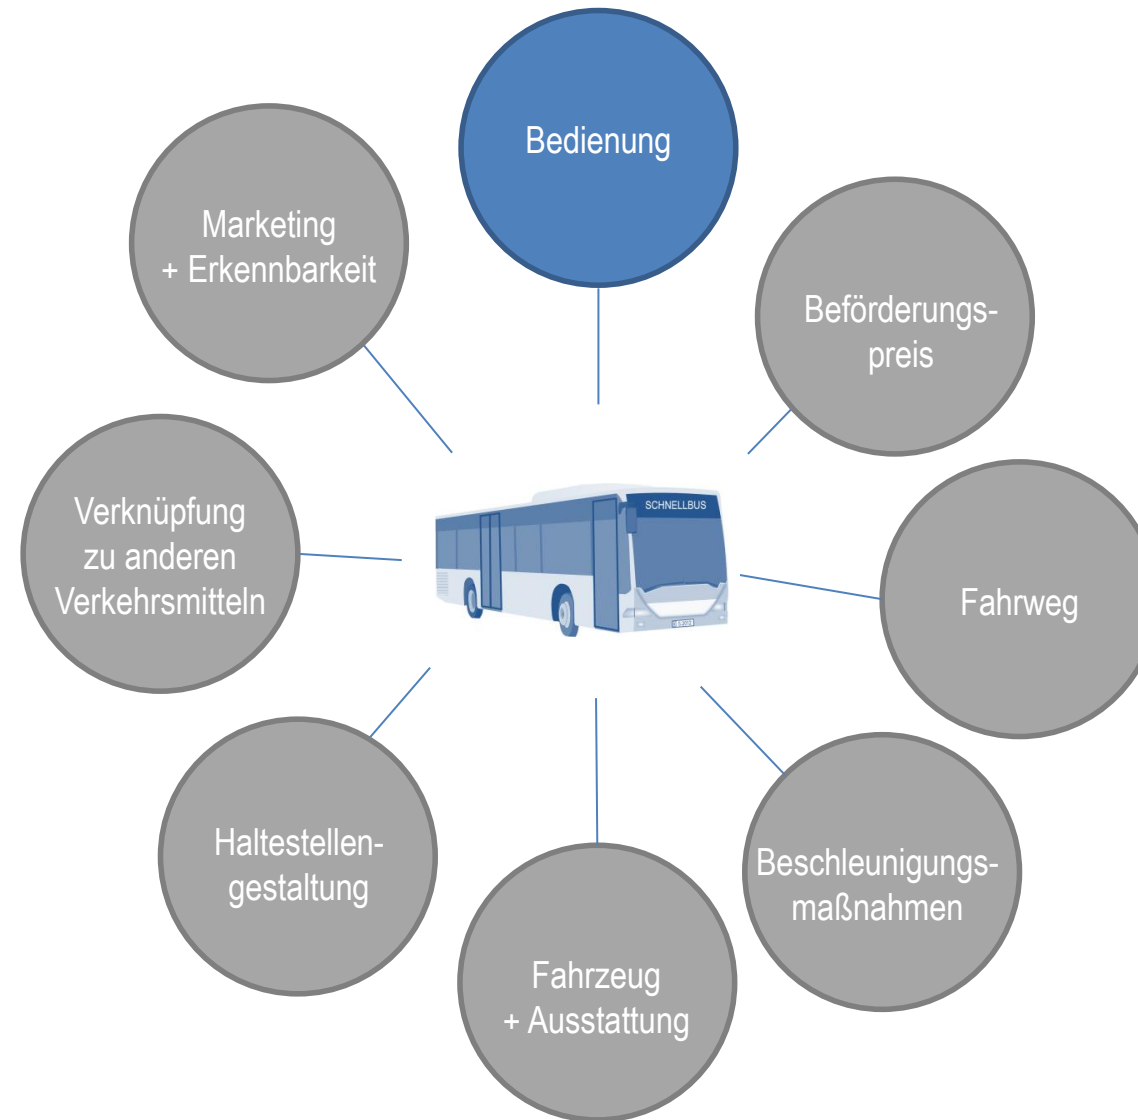 Bedienung
Marketing
+ Erkennbarkeit
Beförderungs-
preis
Verknüpfung
zu anderen
Verkehrsmitteln
SCHNELLBUS
Fahrweg
Haltestellen-
gestaltung
Beschleunigungs-
maßnahmen
Fahrzeug
+ Ausstattung